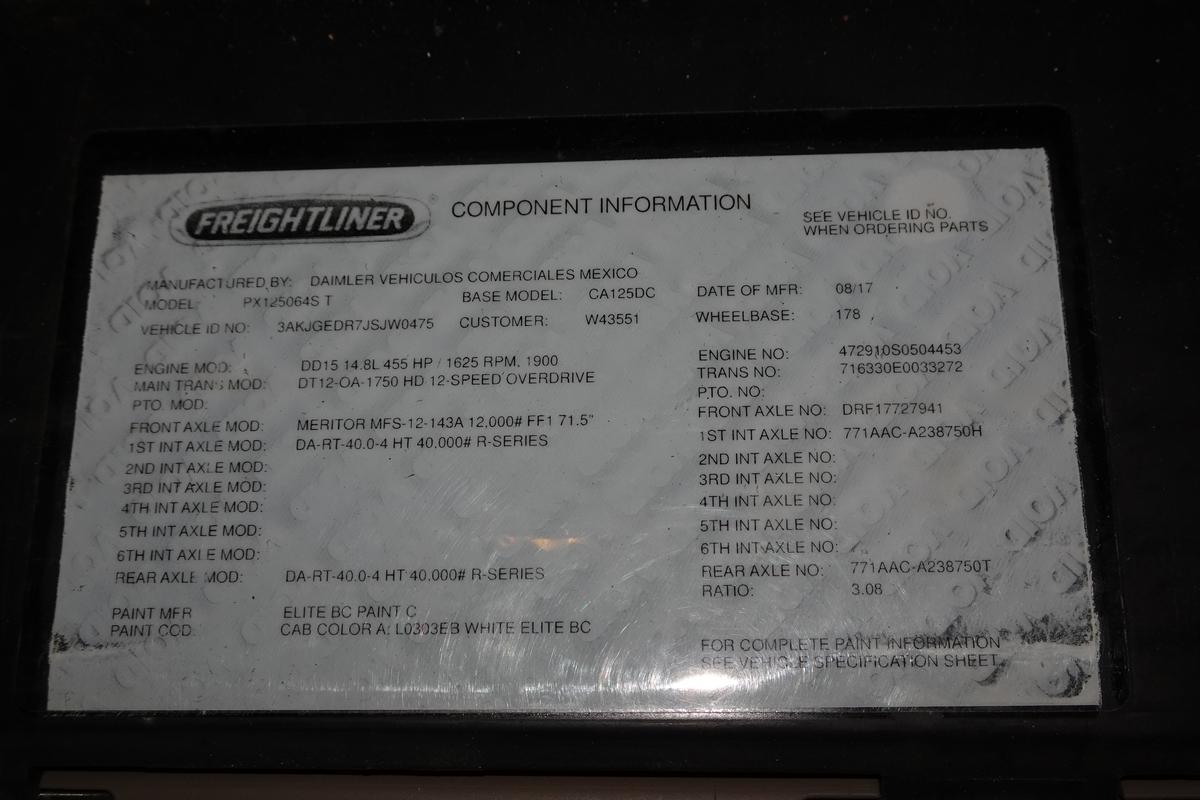 FREIGHTLINER ® COMPONENT INFORMATION
SEE VEHICLE ID NO.
WHEN ORDERING PARTS
MANUFACTURED BY: DAIMLER VEHICULOS COMERCIALES MEXICO
MODEL: PX125064S T BASE MODEL: CA125DC DATE OF MFR: 08/17
VEHICLE ID NO: 3AKJGEDR7JSJW0475 CUSTOMER: W43551 WHEELBASE: 178
ENGINE MOD: DD15 14.8L 455 HP / 1625 RPM, 1900 ENGINE NO: 472910S0504453
MAIN TRANS MOD: DT12-OA-1750 HD 12-SPEED OVERDRIVE TRANS NO: 716330E0033272
PTO. MOD: PTO. NO:
FRONT AXLE MOD: MERITOR MFS-12-143A 12,000# FF1 71.5" FRONT AXLE NO: DRF17727941
1ST INT AXLE MOD: DA-RT-40.0-4 HT 40.000# R-SERIES 1ST INT AXLE NO: 771AAC-A238750H
2ND INT AXLE MOD: 2ND INT AXLE NO:
3RD INT AXLE MOD: 3RD INT AXLE NO:
4TH INT AXLE MOD: 4TH INT AXLE NO:
5TH INT AXLE MOD: 5TH INT AXLE NO:
6TH INT AXLE MOD: 6TH INT AXLE NO:
REAR AXLE MOD: DA-RT-40.0-4 HT 40.000# R-SERIES REAR AXLE NO: 771AAC-A238750T
RATIO: 3.08
PAINT MFR ELITE BC PAINT C
PAINT COD: CAB COLOR A: L0303EB WHITE ELITE BC
FOR COMPLETE PAINT INFORMATION
SEE VEHICLE SPECIFICATION SHEET.